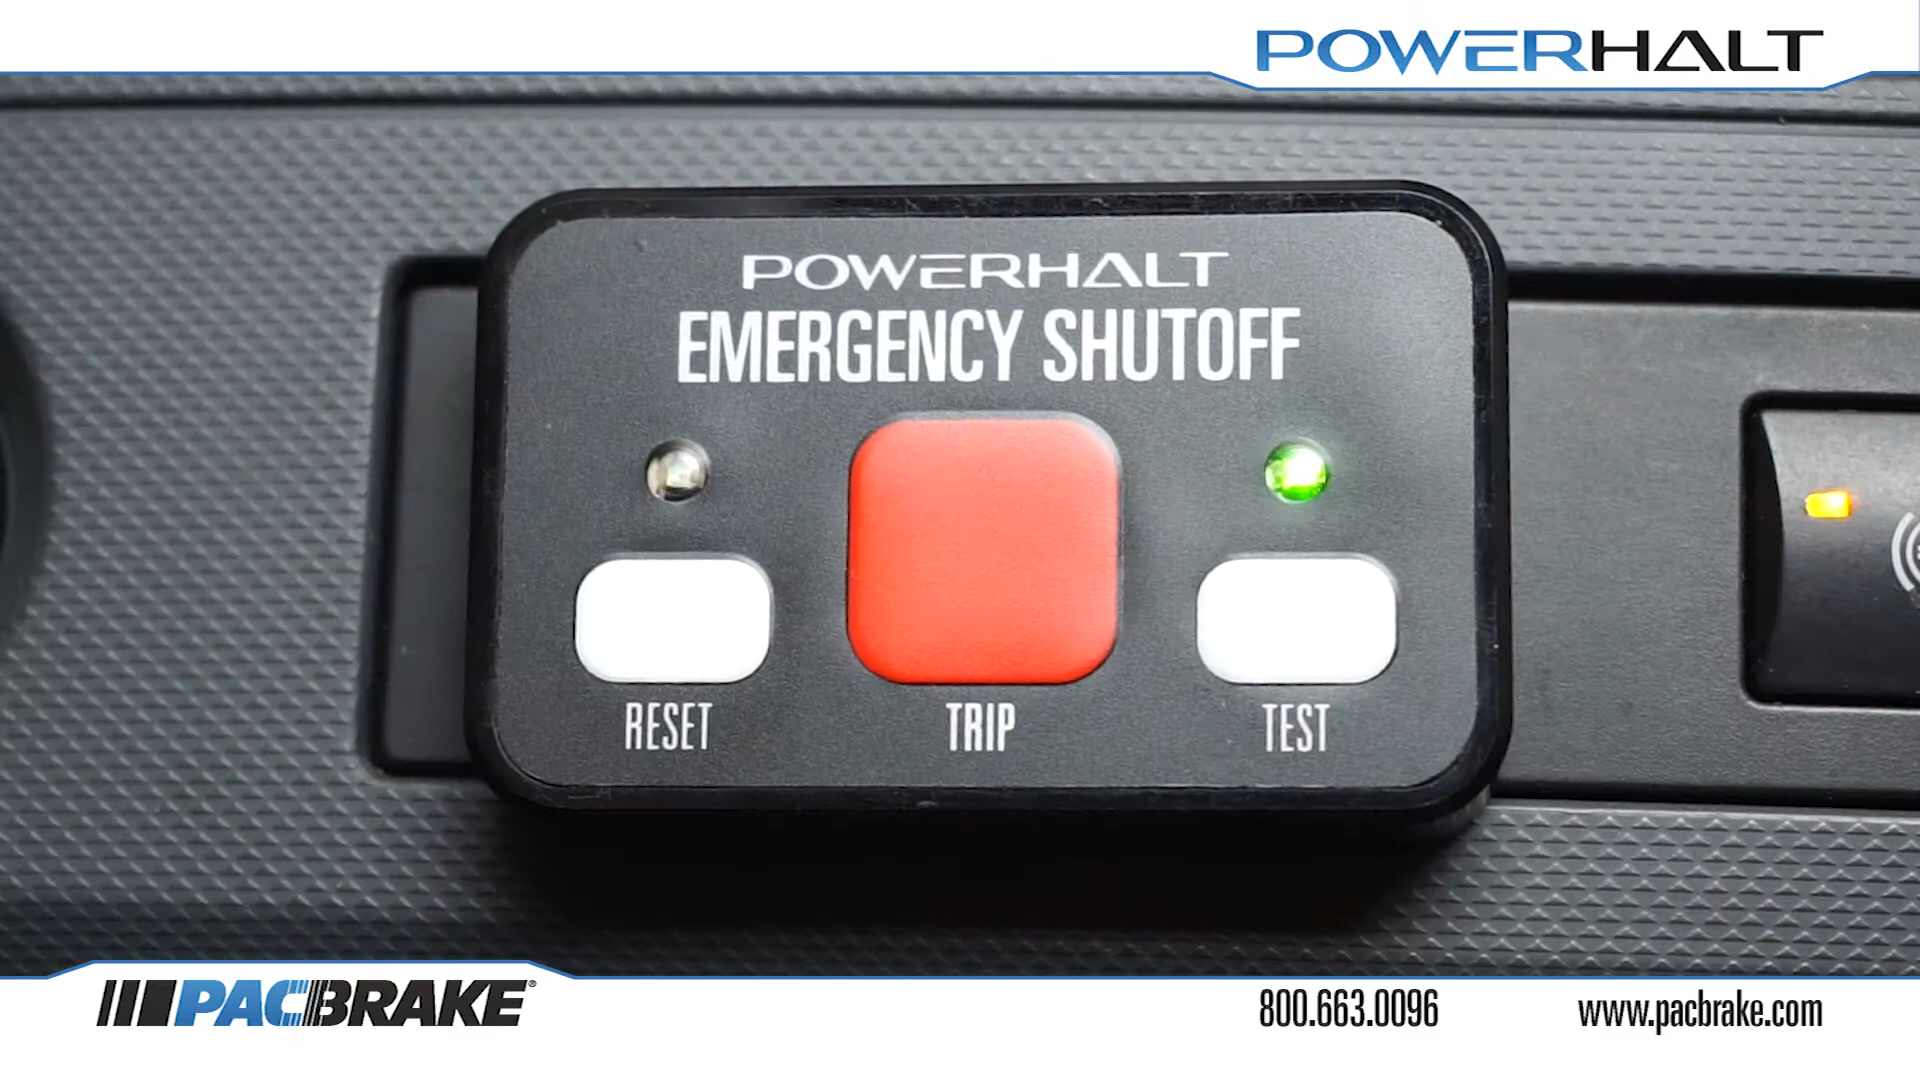 POWERHALT
POWERHALT
EMERGENCY SHUTOFF
RESET
TRIP
TEST
PACBRAKE®
800.663.0096
www.pacbrake.com